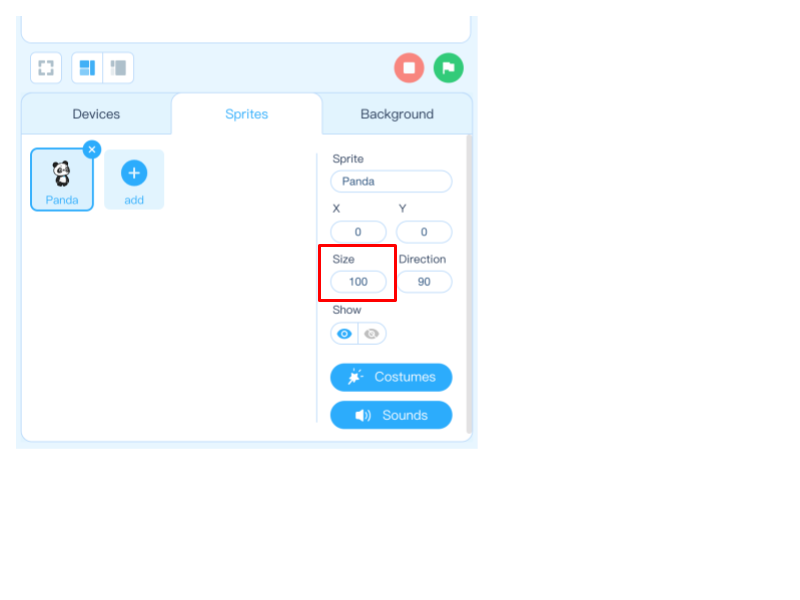 Devices
Sprites
Background
Panda
add
Sprite
Panda
X Y
0 0
Size Direction
100 90
Show
Costumes
Sounds